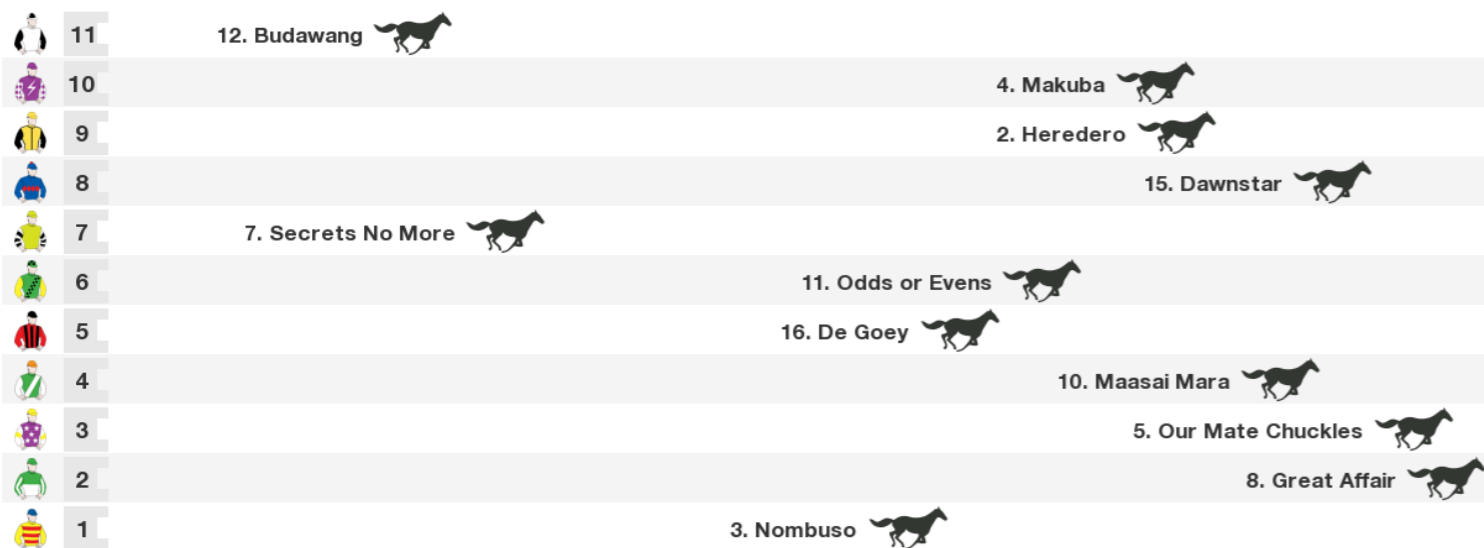 11 12. Budawang
10 4. Makuba
9 2. Heredero
8 15. Dawnstar
7 7. Secrets No More
6 11. Odds or Evens
5 16. De Goey
4 10. Maasai Mara
3 5. Our Mate Chuckles
2 8. Great Affair
1 3. Nombuso